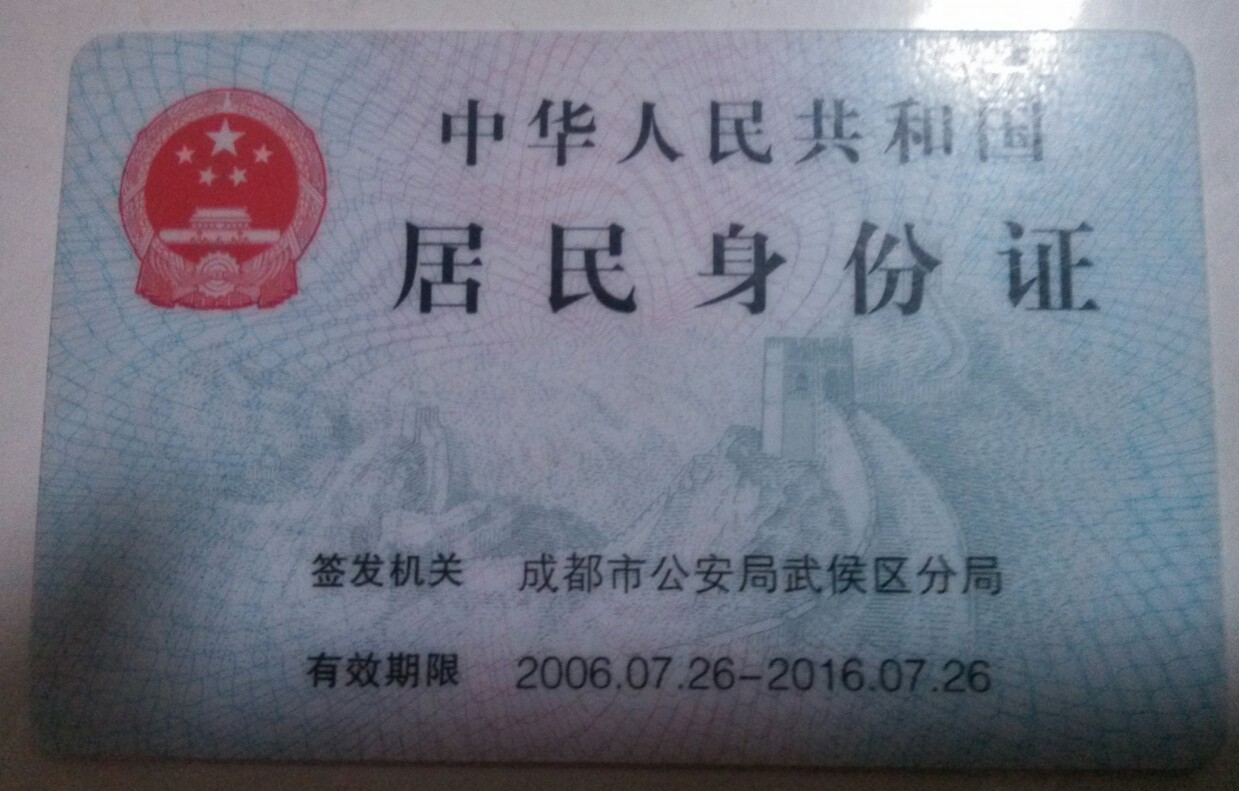 中华人民共和国
居民身份证
签发机关 成都市公安局武侯区分局
有效期限 2006.07.26-2016.07.26